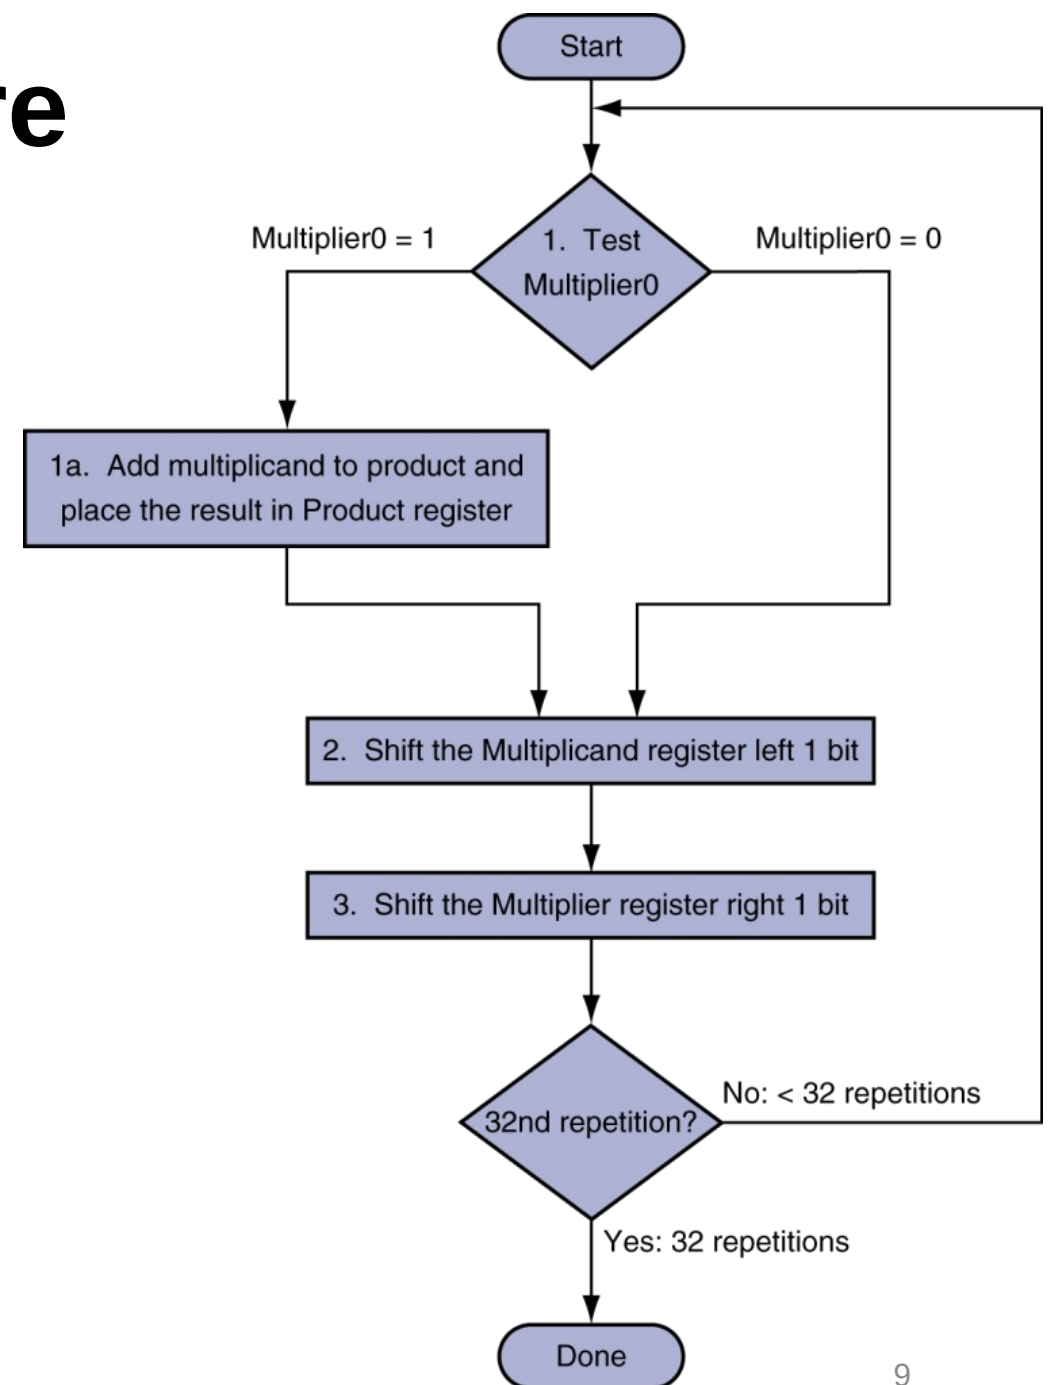 Start
re
Multiplier0 = 1
1. Test
Multiplier0
Multiplier0 = 0
1a. Add multiplicand to product and
place the result in Product register
2. Shift the Multiplicand register left 1 bit
3. Shift the Multiplier register right 1 bit
32nd repetition?
No: < 32 repetitions
Yes: 32 repetitions
Done
9